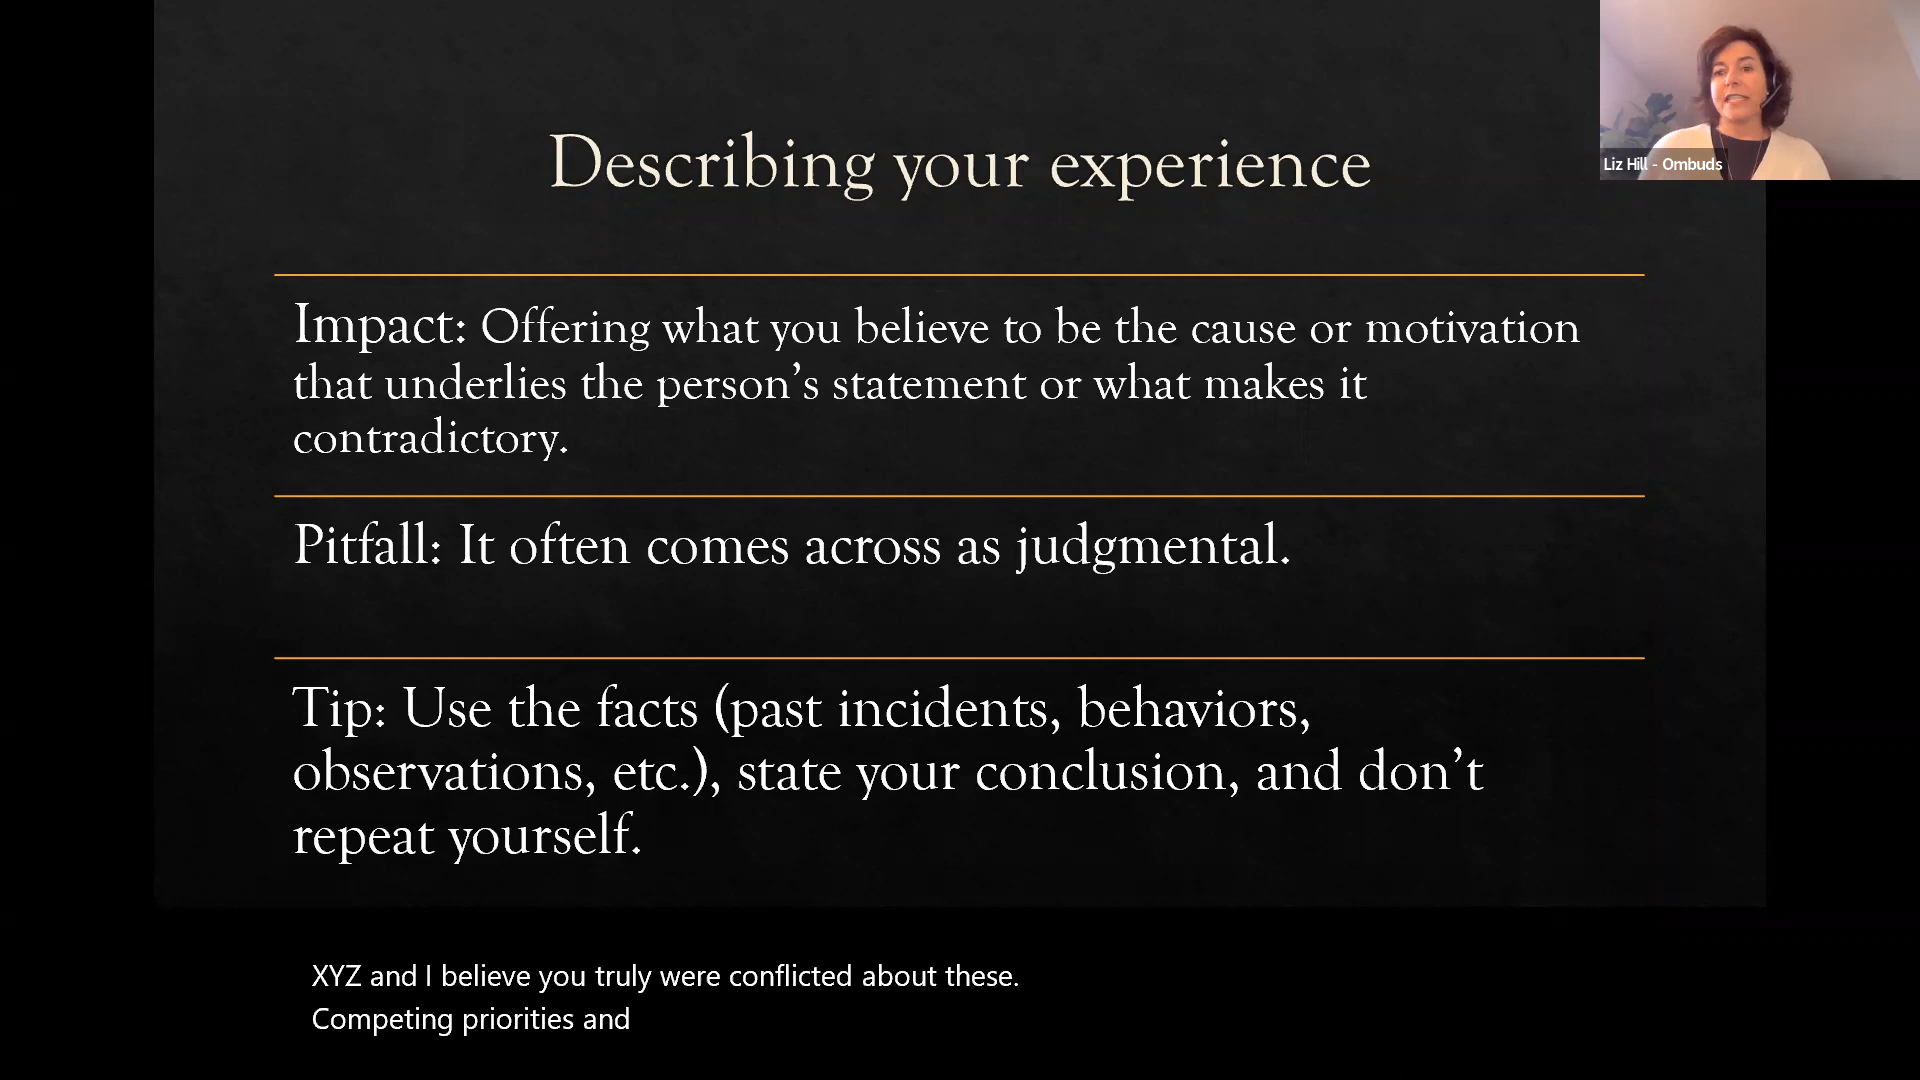 Describing your experience
Liz Hill - Ombuds
Impact: Offering what you believe to be the cause or motivation
that underlies the person’s statement or what makes it
contradictory.
Pitfall: It often comes across as judgmental.
Tip: Use the facts (past incidents, behaviors,
observations, etc.), state your conclusion, and don’t
repeat yourself.
XYZ and I believe you truly were conflicted about these.
Competing priorities and